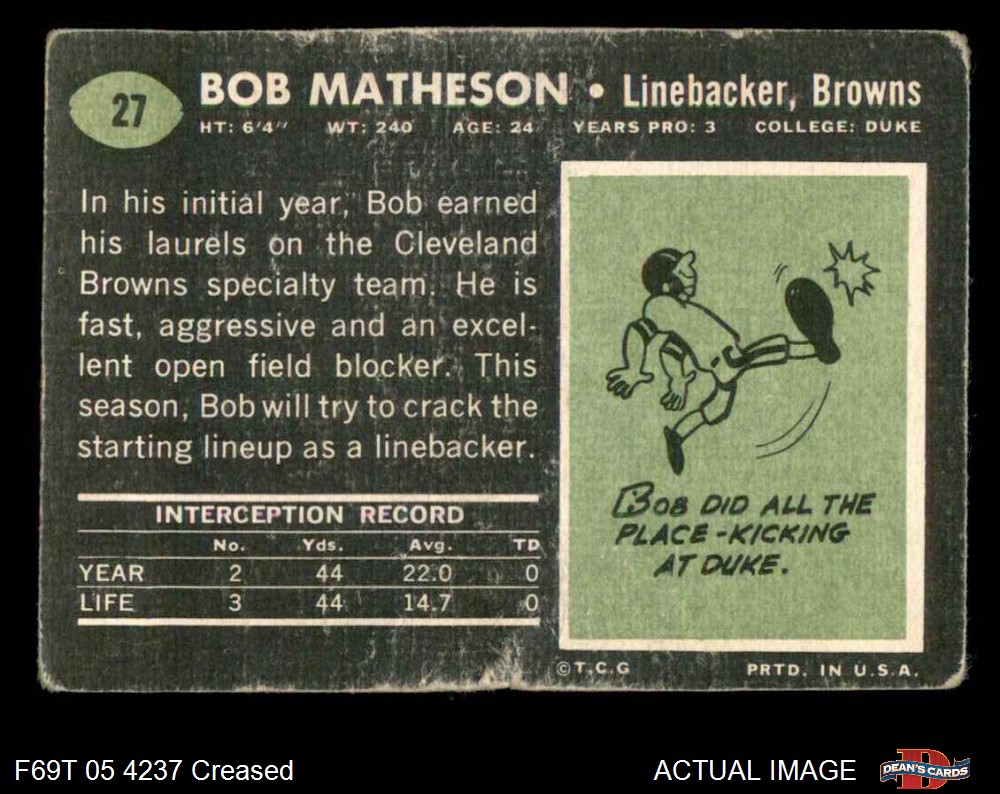 27
BOB MATHESON • Linebacker, Browns
HT: 6'4" WT: 240 AGE: 24 YEARS PRO: 3 COLLEGE: DUKE
In his initial year, Bob earned
his laurels on the Cleveland
Browns specialty team. He is
fast, aggressive and an excel-
lent open field blocker. This
season, Bob will try to crack the
starting lineup as a linebacker.
INTERCEPTION RECORD
No. Yds. Avg. TD
YEAR 2 44 22.0 0
LIFE 3 44 14.7 0
BOB DID ALL THE
PLACE-KICKING
AT DUKE.
©T.C.G PRTD. IN U.S.A.
F69T 05 4237 Creased
ACTUAL IMAGE
DEAN'S CARDS